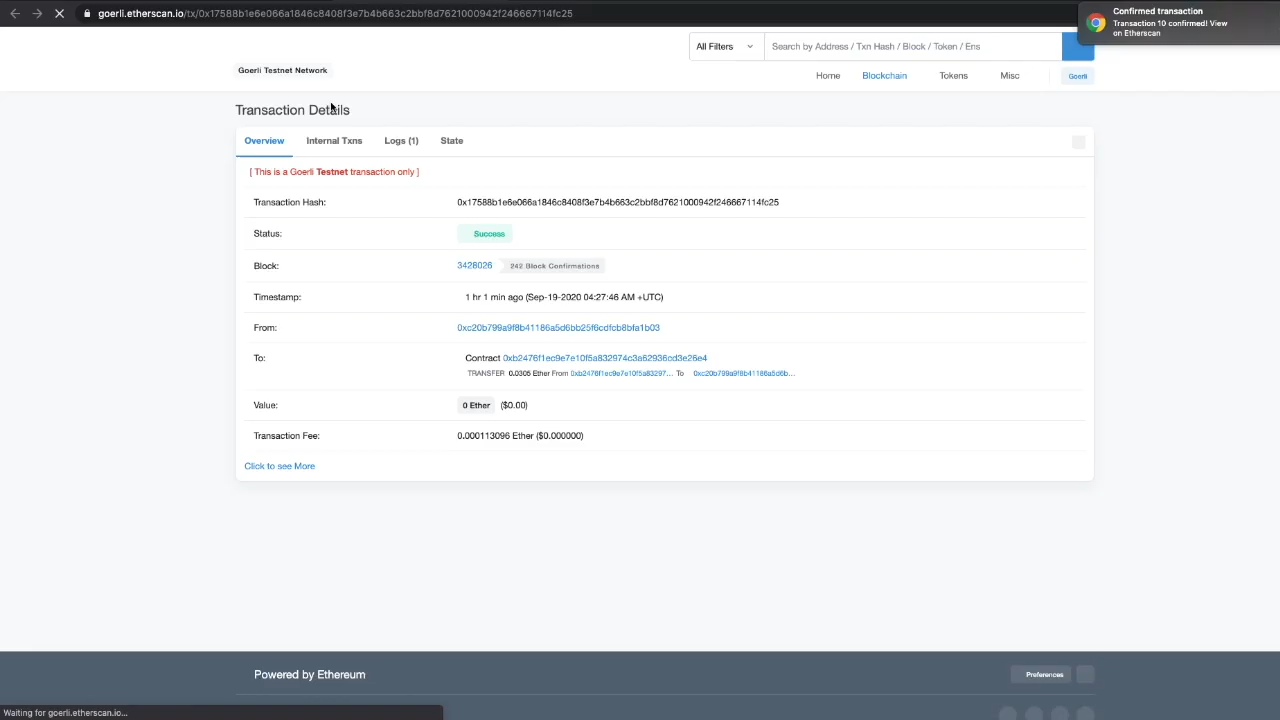 goerli.etherscan.io/tx/0x17588b1e6e066a1846c8408f3e7b4b663c2bbf8d7621000942f246667114fc25
Confirmed transaction
Transaction 10 confirmed! View
on Etherscan
All Filters
Search by Address / Txn Hash / Block / Token / Ens
Goerli Testnet Network
Home
Blockchain
Tokens
Misc
Goerli
Transaction Details
Overview
Internal Txns
Logs (1)
State
[ This is a Goerli Testnet transaction only ]
Transaction Hash:
0x17588b1e6e066a1846c8408f3e7b4b663c2bbf8d7621000942f246667114fc25
Status:
Success
Block:
3428026
242 Block Confirmations
Timestamp:
1 hr 1 min ago (Sep-19-2020 04:27:46 AM +UTC)
From:
0xc20b799a9f8b41186a5d6bb25f6cdfcb8bfa1b03
To:
Contract 0xb2476f1ec9e7e10f5a832974c3a62936cd3e26e4
TRANSFER 0.0305 Ether From 0xb2476f1ec9e7e10f5a83297... To 0xc20b799a9f8b41186a5d6b...
Value:
0 Ether ($0.00)
Transaction Fee:
0.000113096 Ether ($0.000000)
Click to see More
Powered by Ethereum
Preferences
Waiting for goerli.etherscan.io...